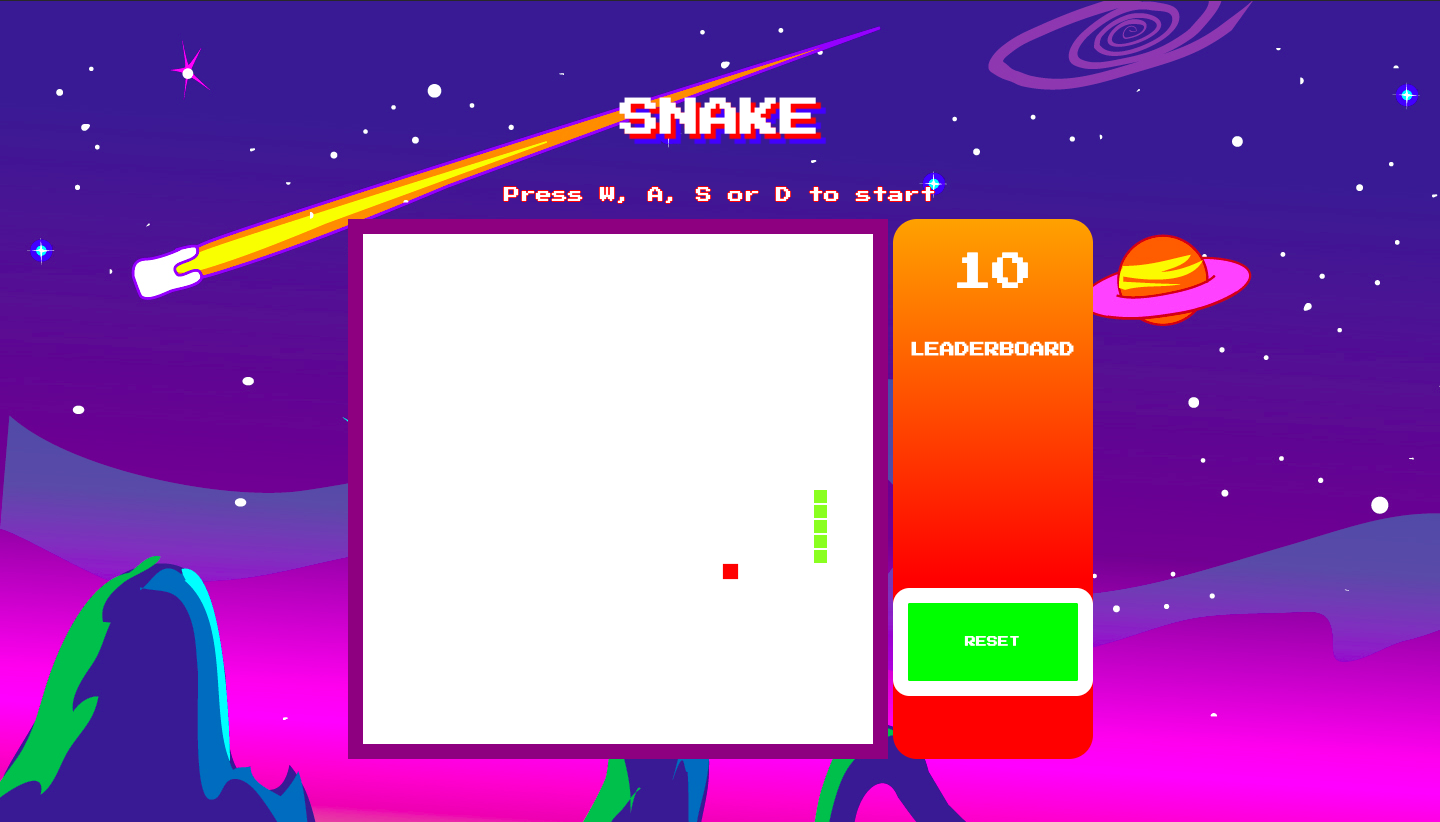 SNAKE
Press W, A, S or D to start
10
LEADERBOARD
RESET